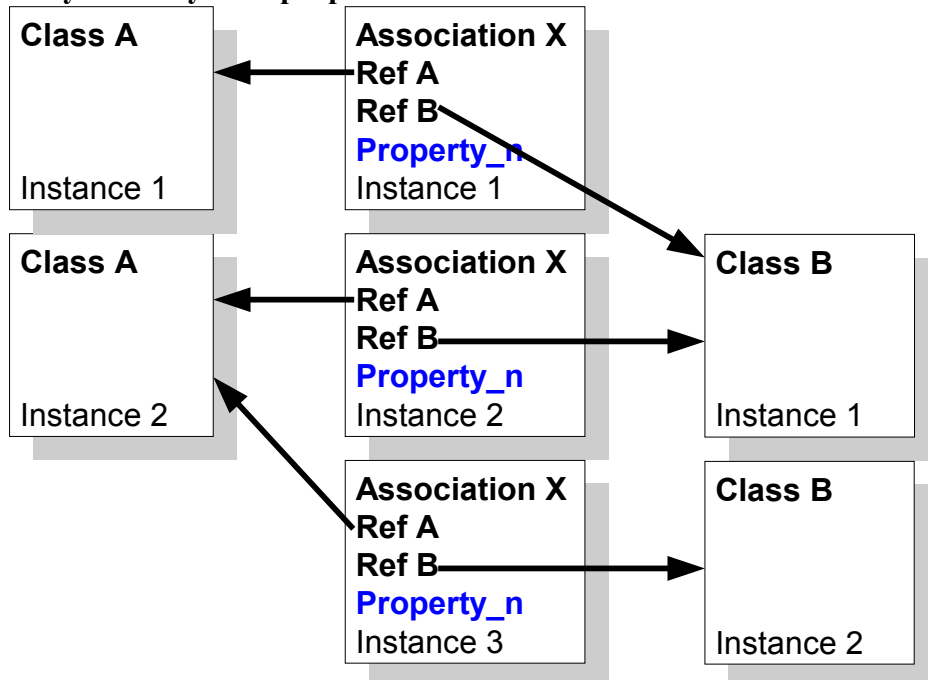 Class A
Instance 1
Association X
Ref A
Ref B
Property_n
Instance 1
Class A
Instance 2
Association X
Ref A
Ref B
Property_n
Instance 2
Class B
Instance 1
Association X
Ref A
Ref B
Property_n
Instance 3
Class B
Instance 2